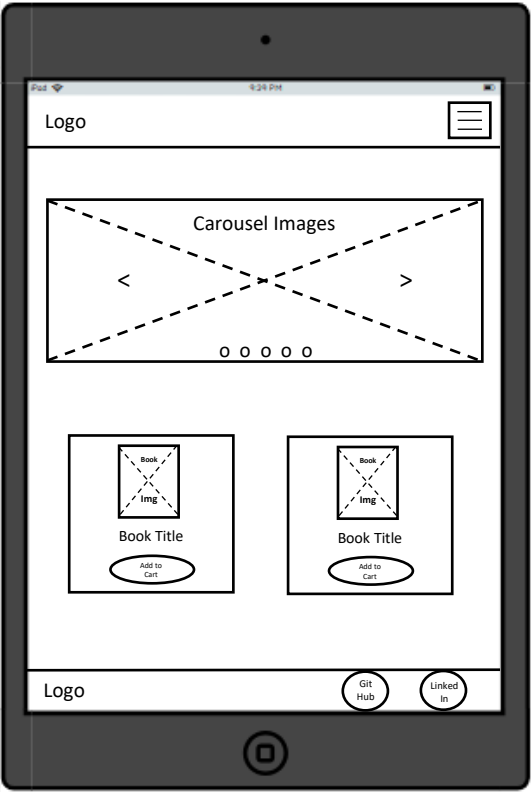 iPad 9:29 PM
Logo
Carousel Images
< >
o o o o o
Book
Img
Book Title
Add to
Cart
Book
Img
Book Title
Add to
Cart
Logo
Git
Hub
Linked
In